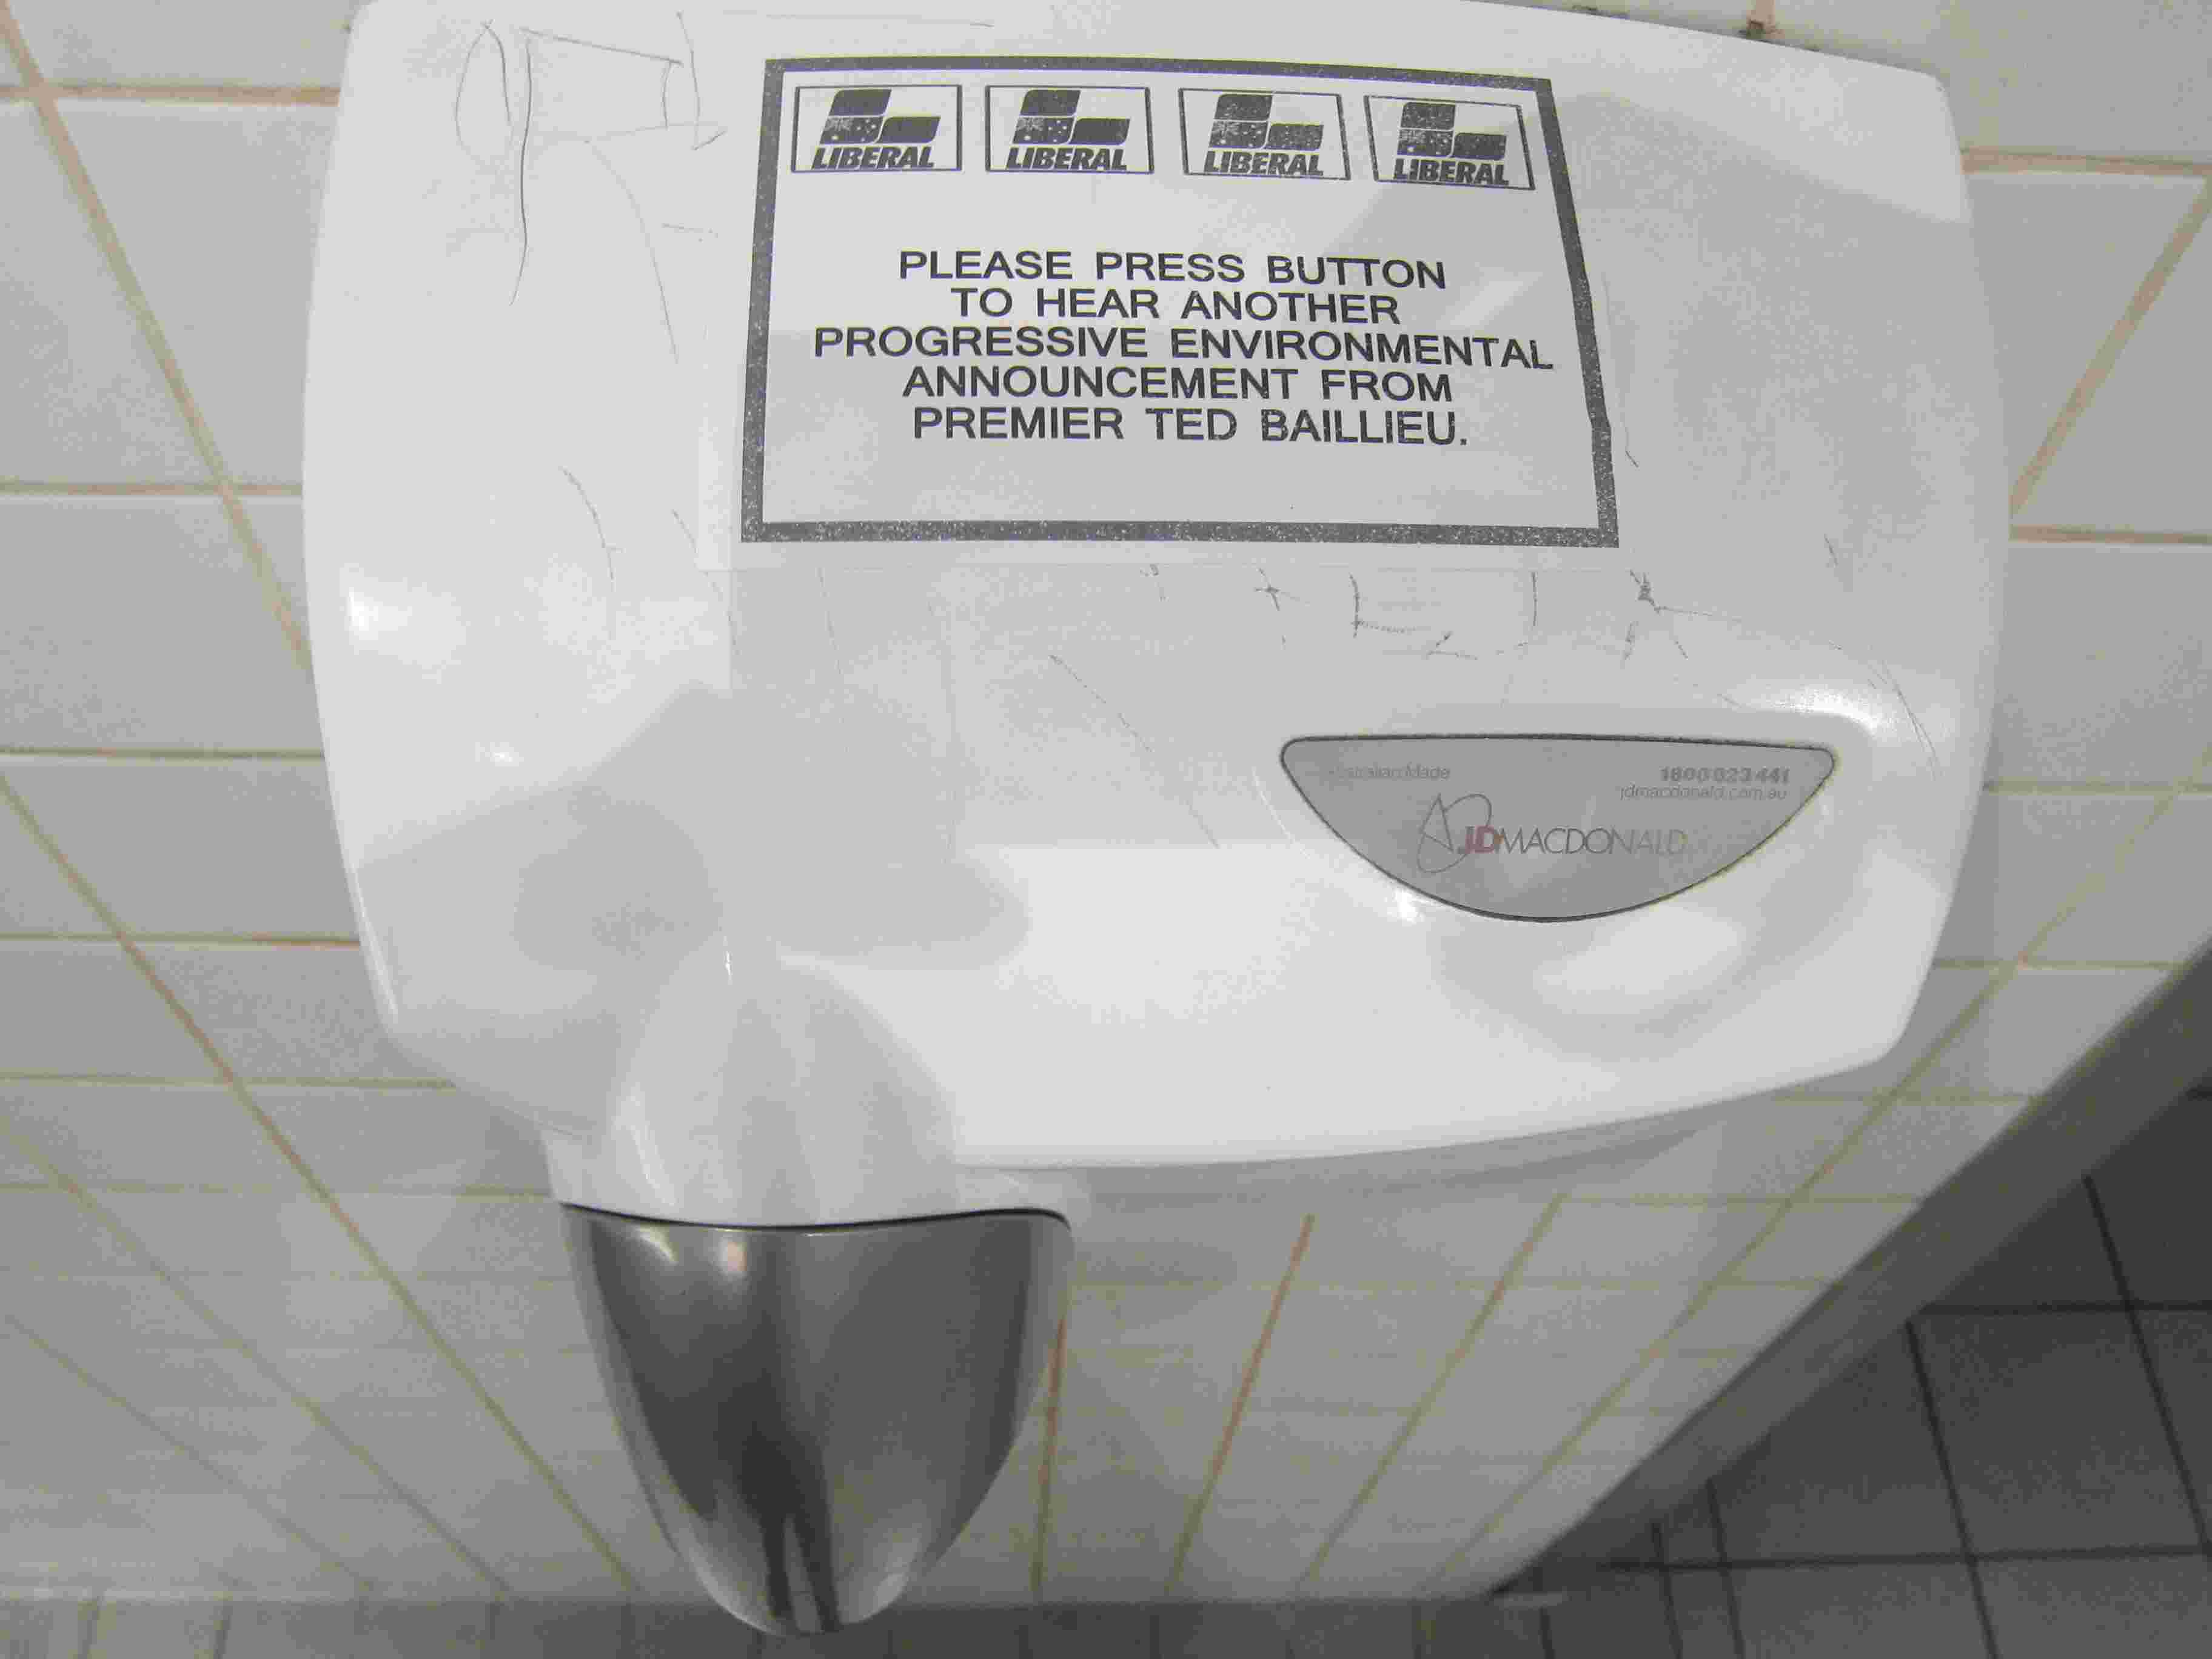 LIBERAL LIBERAL LIBERAL LIBERAL
PLEASE PRESS BUTTON
TO HEAR ANOTHER
PROGRESSIVE ENVIRONMENTAL
ANNOUNCEMENT FROM
PREMIER TED BAILLIEU.
Australian Made
1800 023 441
jdmacdonald.com.au
JDMACDONALD